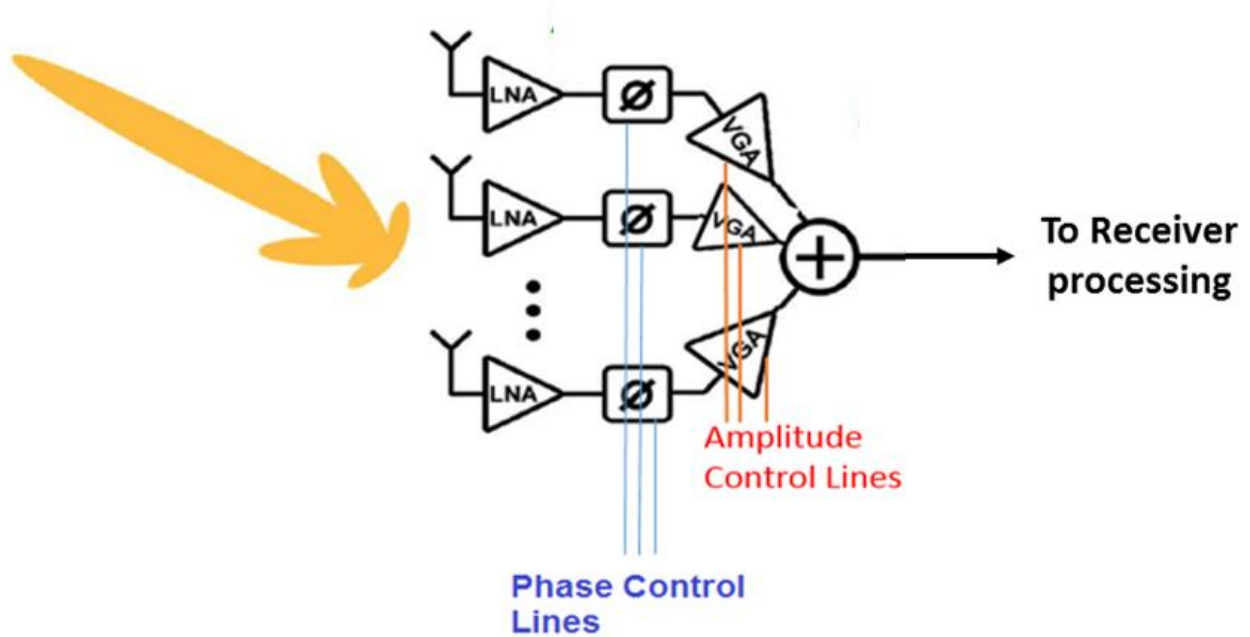 LNA
Ø
VGA
LNA
Ø
VGA
To Receiver
processing
LNA
Ø
VGA
Amplitude
Control Lines
Phase Control
Lines